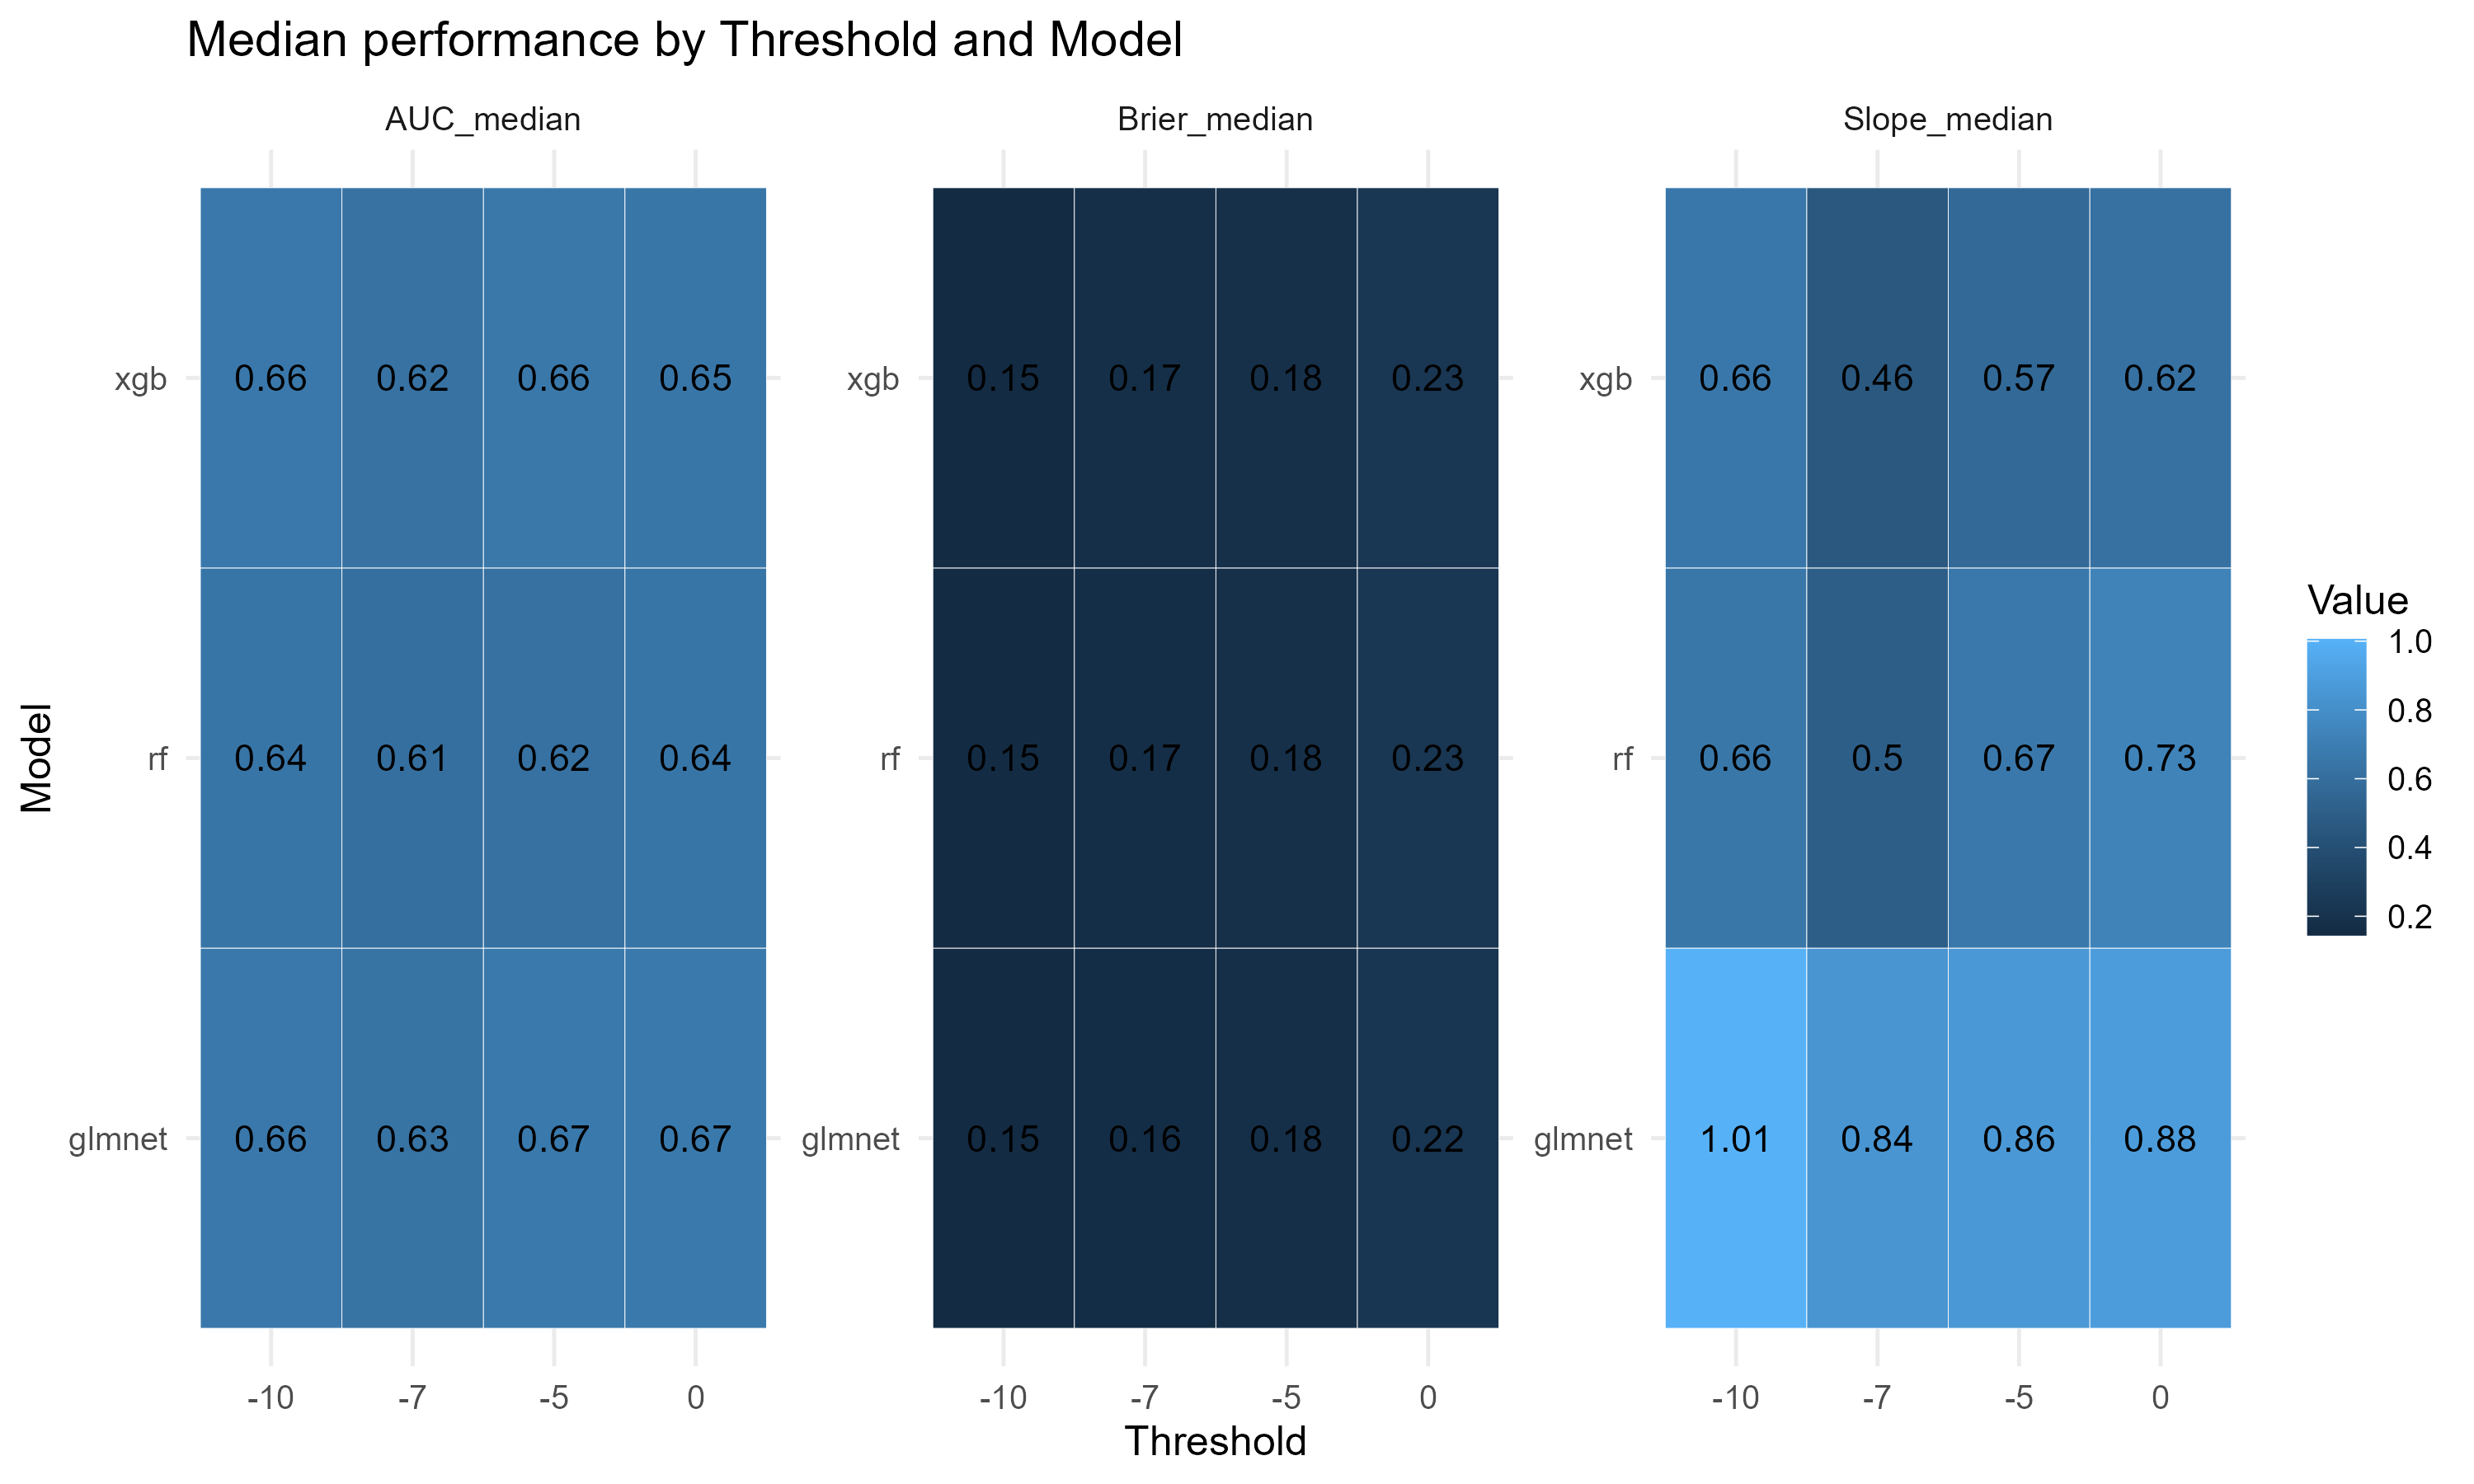 Median performance by Threshold and Model
AUC_median Brier_median Slope_median
xgb 0.66 0.62 0.66 0.65 xgb 0.15 0.17 0.18 0.23 xgb 0.66 0.46 0.57 0.62
rf 0.64 0.61 0.62 0.64 rf 0.15 0.17 0.18 0.23 rf 0.66 0.5 0.67 0.73
glmnet 0.66 0.63 0.67 0.67 glmnet 0.15 0.16 0.18 0.22 glmnet 1.01 0.84 0.86 0.88
-10 -7 -5 0 -10 -7 -5 0 -10 -7 -5 0
Threshold
Model
Value
1.0
0.8
0.6
0.4
0.2